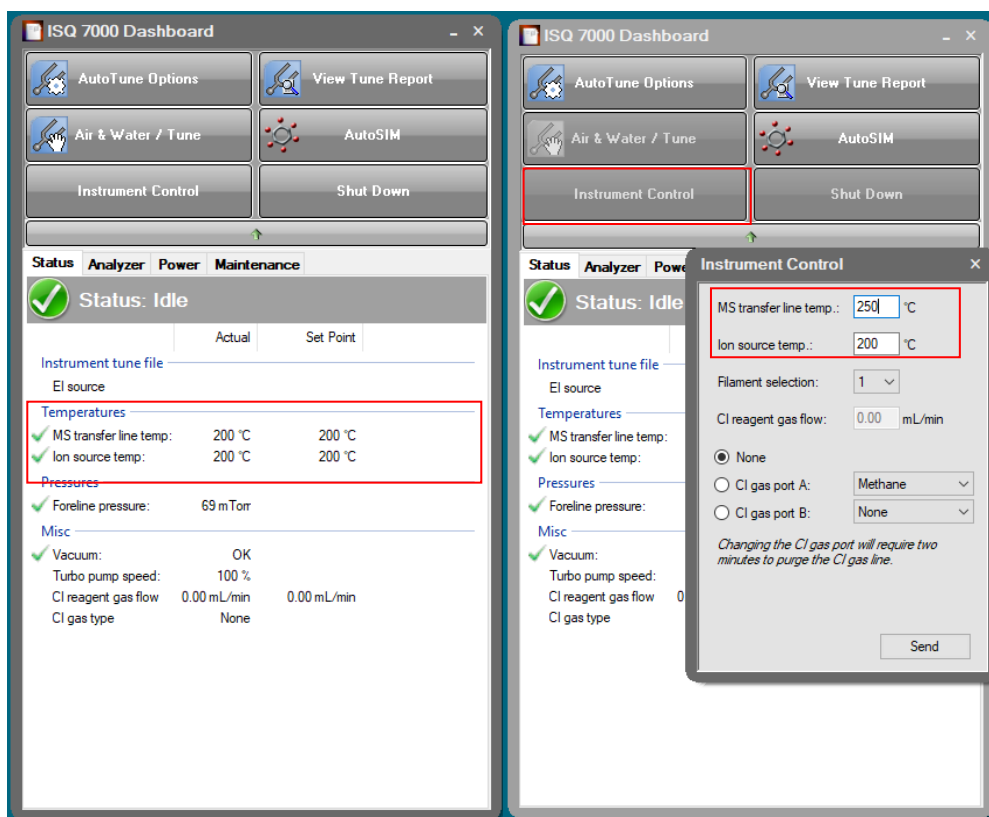 ISQ 7000 Dashboard
AutoTune Options
View Tune Report
Air & Water / Tune
AutoSIM
Instrument Control
Shut Down
Status Analyzer Power Maintenance
Status: Idle
Actual Set Point
Instrument tune file
EI source
Temperatures
MS transfer line temp: 200 °C 200 °C
Ion source temp: 200 °C 200 °C
Pressures
Foreline pressure: 69 mTorr
Misc
Vacuum: OK
Turbo pump speed: 100 %
CI reagent gas flow 0.00 mL/min 0.00 mL/min
CI gas type None
ISQ 7000 Dashboard
AutoTune Options
View Tune Report
Air & Water / Tune
AutoSIM
Instrument Control
Shut Down
Status Analyzer Powe
Status: Idle
Instrument tune file
EI source
Temperatures
MS transfer line temp:
Ion source temp:
Pressures
Foreline pressure:
Misc
Vacuum:
Turbo pump speed:
CI reagent gas flow 0
CI gas type
Instrument Control
MS transfer line temp.: 250 °C
Ion source temp.: 200 °C
Filament selection: 1
CI reagent gas flow: 0.00 mL/min
None
CI gas port A: Methane
CI gas port B: None
Changing the CI gas port will require two
minutes to purge the CI gas line.
Send